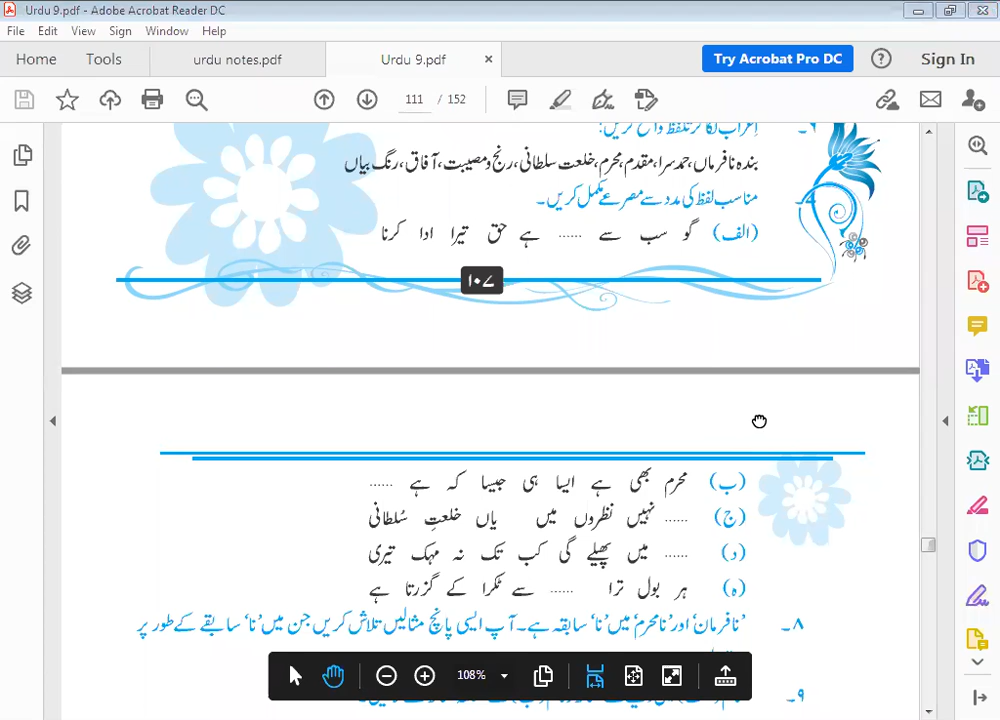 Urdu 9.pdf - Adobe Acrobat Reader DC
File Edit View Sign Window Help
Home Tools urdu notes.pdf Urdu 9.pdf × Try Acrobat Pro DC Sign In
111 / 152
۶۔ اعراب لگا کر تلفظ واضح کریں:
بندہ نافرماں، حمد سرا، مقدم، محرم، خلعت سلطانی، رنج و مصیبت، آفاق، رنگ بیاں
مناسب لفظ کی مدد سے مصرعے مکمل کریں۔
(الف) گو سب سے ...... ہے حق تیرا ادا کرنا
۱۰۷
(ب) محرم بھی ہے ایسا ہی جیسا کہ ہے ......
(ج) ...... نہیں نظروں میں یاں خلعتِ سُلطانی
(د) ...... میں پھیلے گی کب تک نہ مہک تیری
(ہ) ہر بول ترا ...... سے ٹکرا کے گزرتا ہے
۸۔ 'نافرمان' اور 'نامحرم' میں 'نا' سابقہ ہے۔ آپ ایسی پانچ مثالیں تلاش کریں جن میں 'نا' سابقے کے طور پر
108%
۹۔